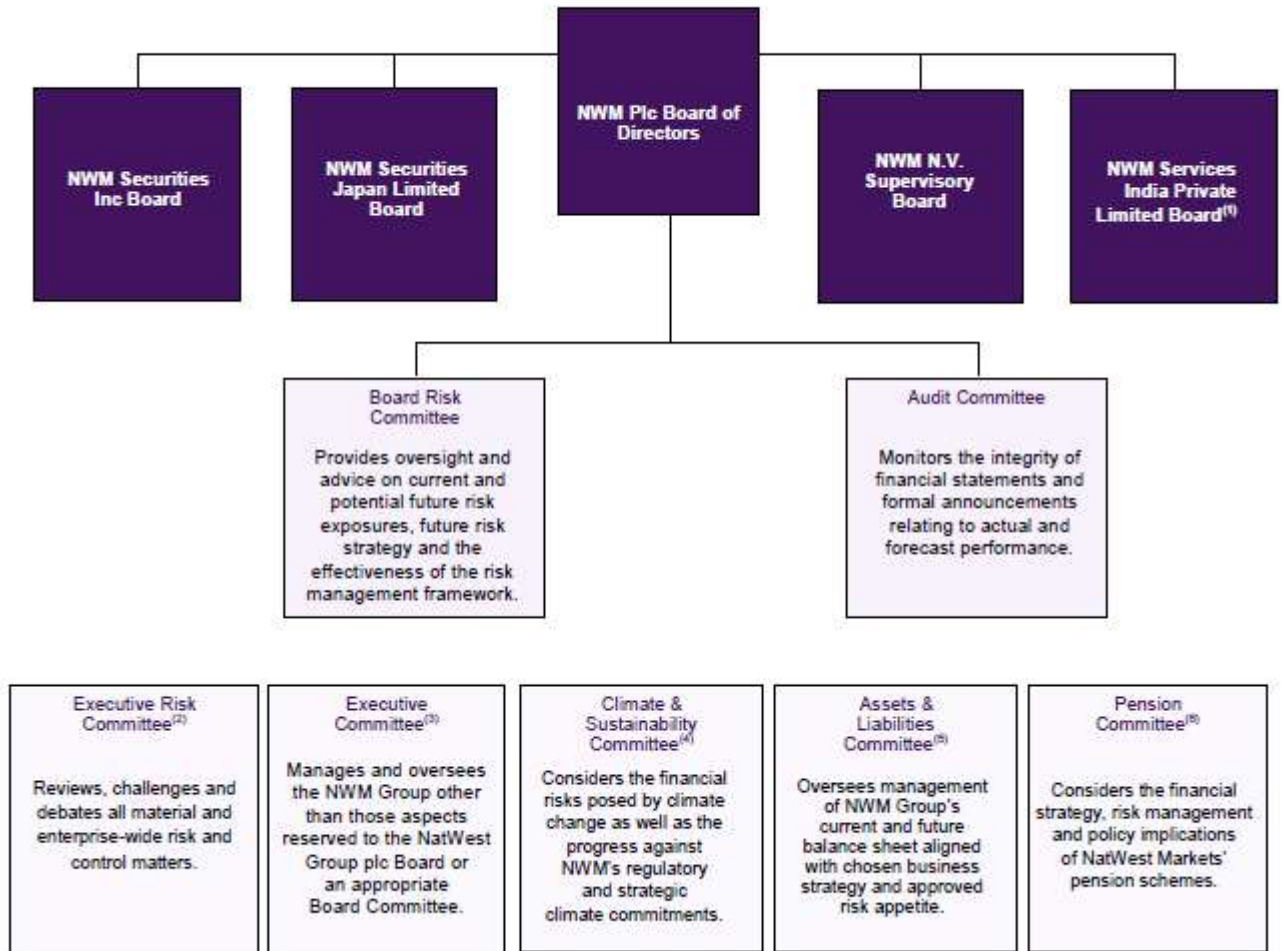 NWM Plc Board of
Directors
NWM Securities
Inc Board
NWM Securities
Japan Limited
Board
NWM N.V.
Supervisory
Board
NWM Services
India Private
Limited Board(1)
Board Risk
Committee
Provides oversight and
advice on current and
potential future risk
exposures, future risk
strategy and the
effectiveness of the risk
management framework.
Audit Committee
Monitors the integrity of
financial statements and
formal announcements
relating to actual and
forecast performance.
Executive Risk
Committee(2)
Reviews, challenges and
debates all material and
enterprise-wide risk and
control matters.
Executive
Committee(3)
Manages and oversees
the NWM Group other
than those aspects
reserved to the NatWest
Group plc Board or
an appropriate
Board Committee.
Climate &
Sustainability
Committee(4)
Considers the financial
risks posed by climate
change as well as the
progress against
NWM's regulatory
and strategic
climate commitments.
Assets &
Liabilities
Committee(5)
Oversees management
of NWM Group's
current and future
balance sheet aligned
with chosen business
strategy and approved
risk appetite.
Pension
Committee(6)
Considers the financial
strategy, risk management
and policy implications
of NatWest Markets'
pension schemes.